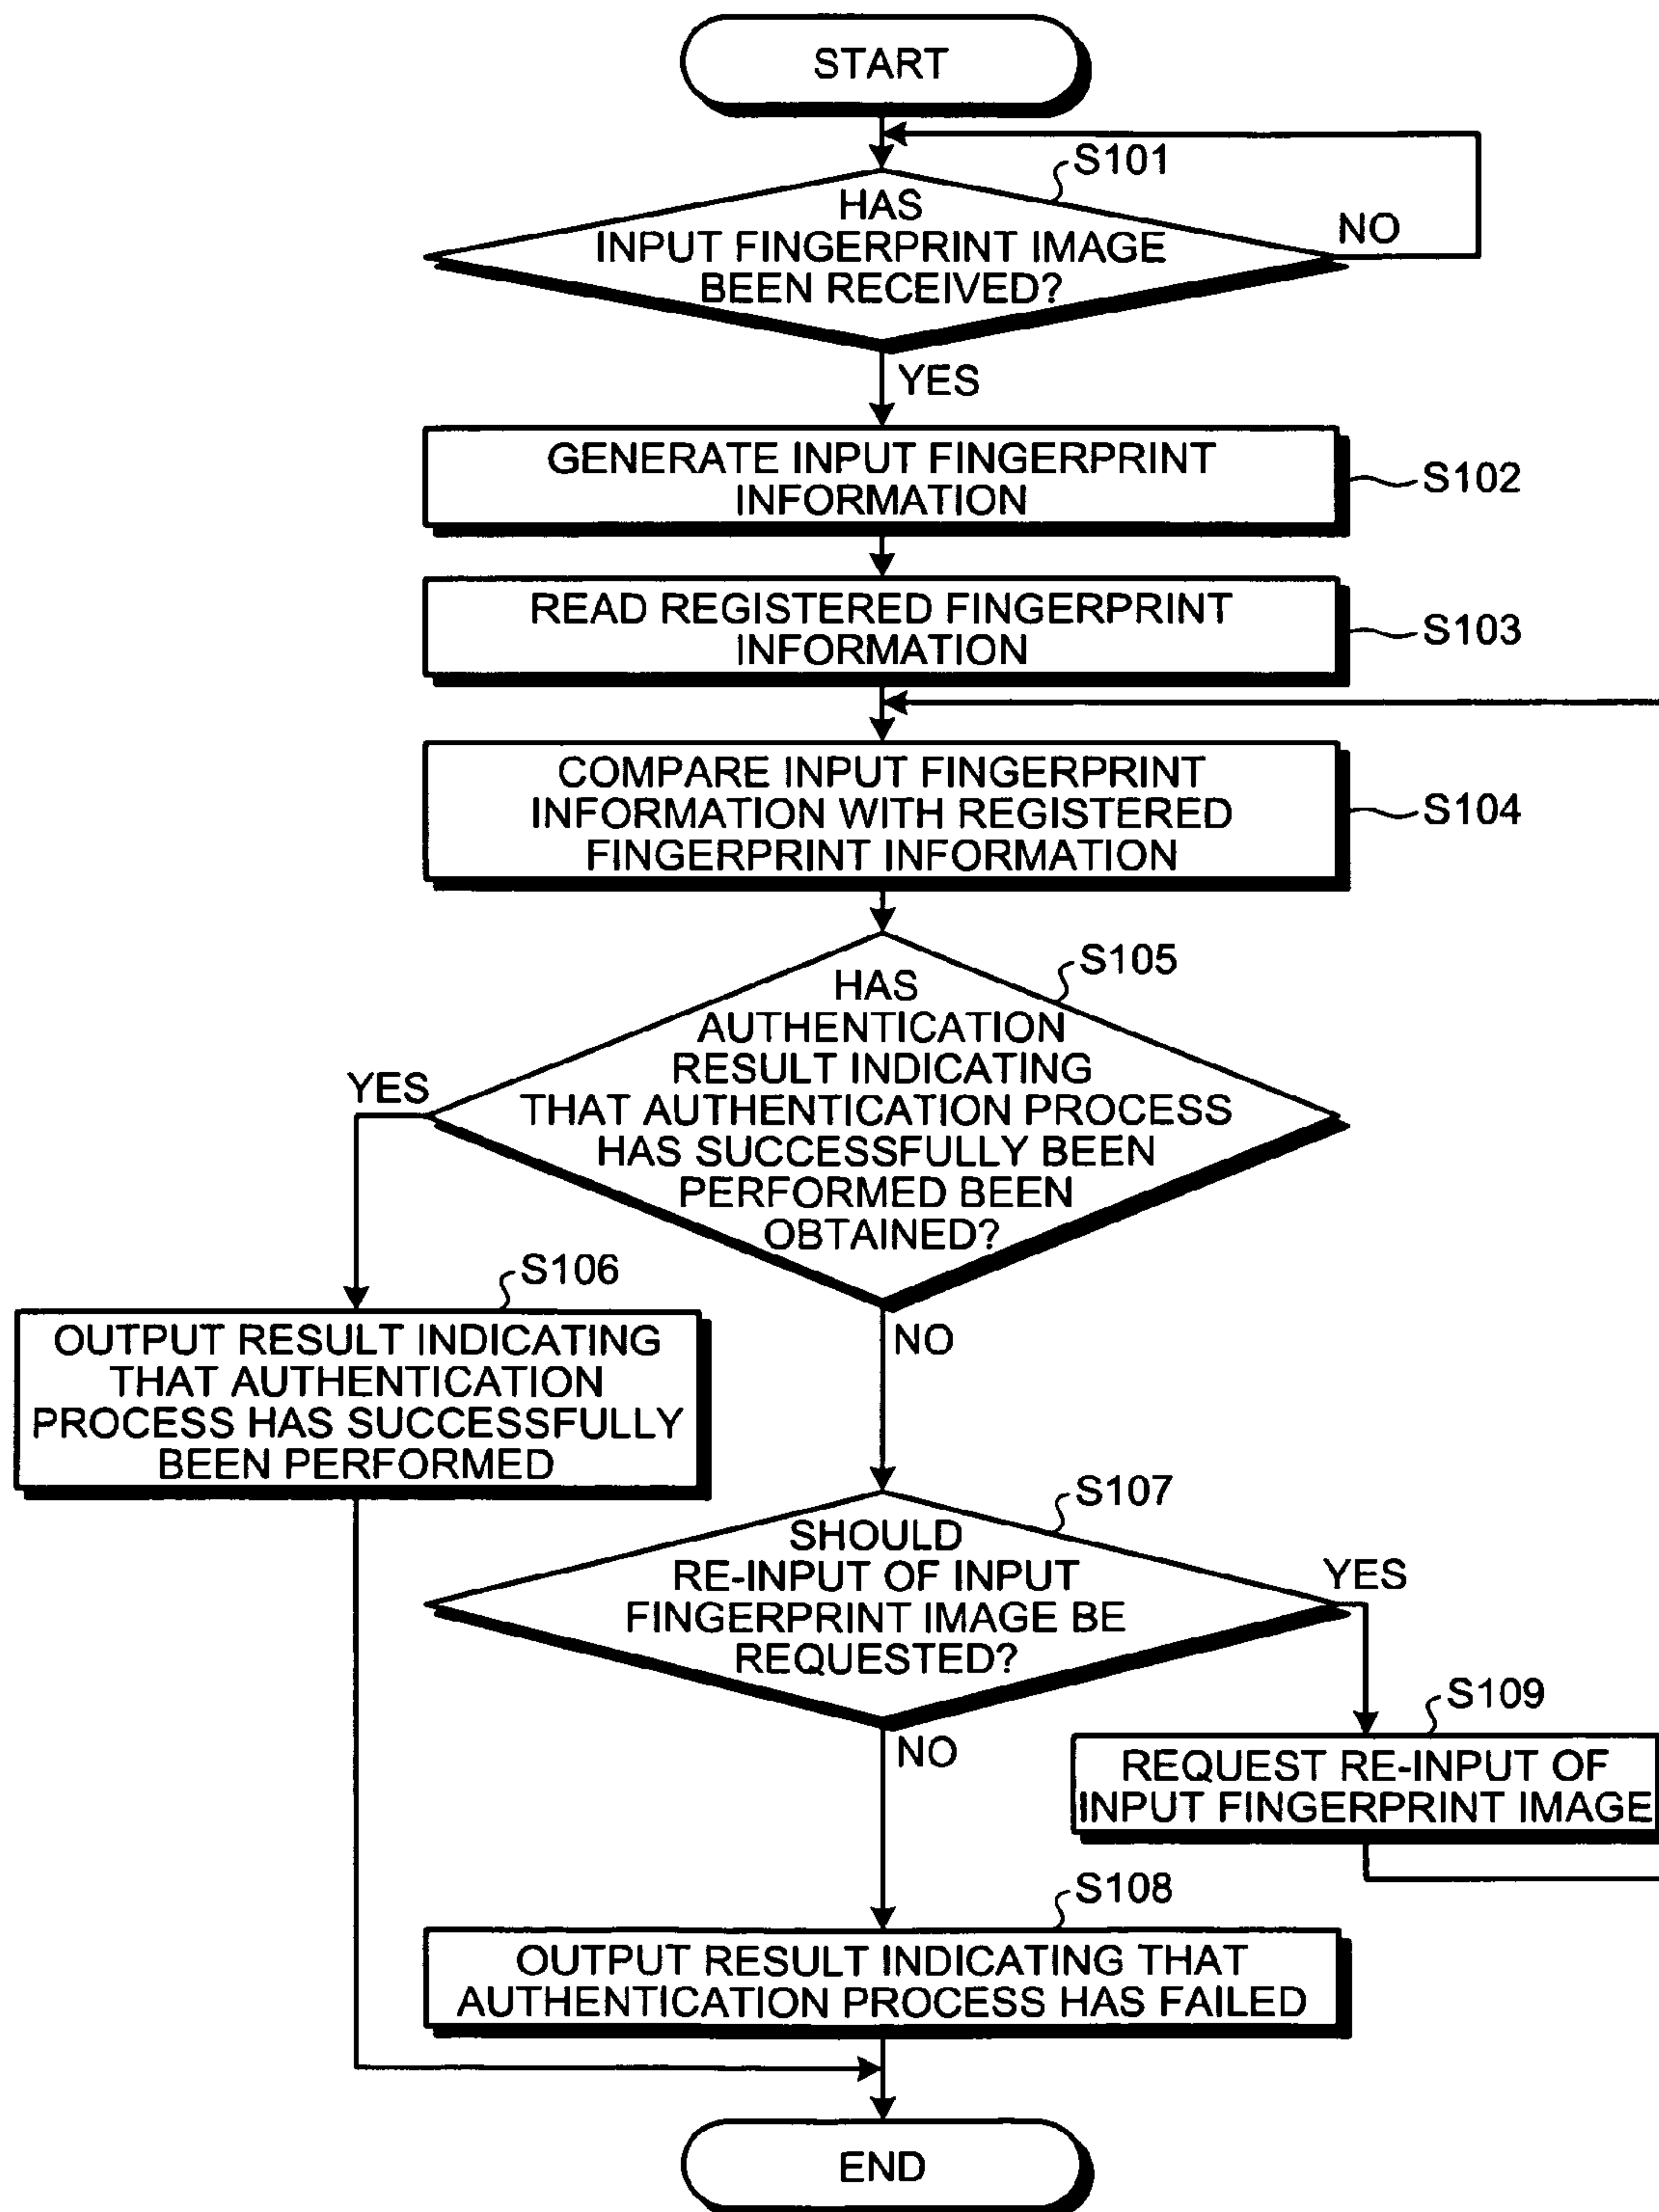 START
S101
HAS
INPUT FINGERPRINT IMAGE
BEEN RECEIVED?
NO
YES
GENERATE INPUT FINGERPRINT
INFORMATION
S102
READ REGISTERED FINGERPRINT
INFORMATION
S103
COMPARE INPUT FINGERPRINT
INFORMATION WITH REGISTERED
FINGERPRINT INFORMATION
S104
S105
HAS
AUTHENTICATION
RESULT INDICATING
THAT AUTHENTICATION PROCESS
HAS SUCCESSFULLY BEEN
PERFORMED BEEN
OBTAINED?
YES
NO
S106
OUTPUT RESULT INDICATING
THAT AUTHENTICATION
PROCESS HAS SUCCESSFULLY
BEEN PERFORMED
S107
SHOULD
RE-INPUT OF INPUT
FINGERPRINT IMAGE BE
REQUESTED?
YES
NO
S109
REQUEST RE-INPUT OF
INPUT FINGERPRINT IMAGE
S108
OUTPUT RESULT INDICATING THAT
AUTHENTICATION PROCESS HAS FAILED
END